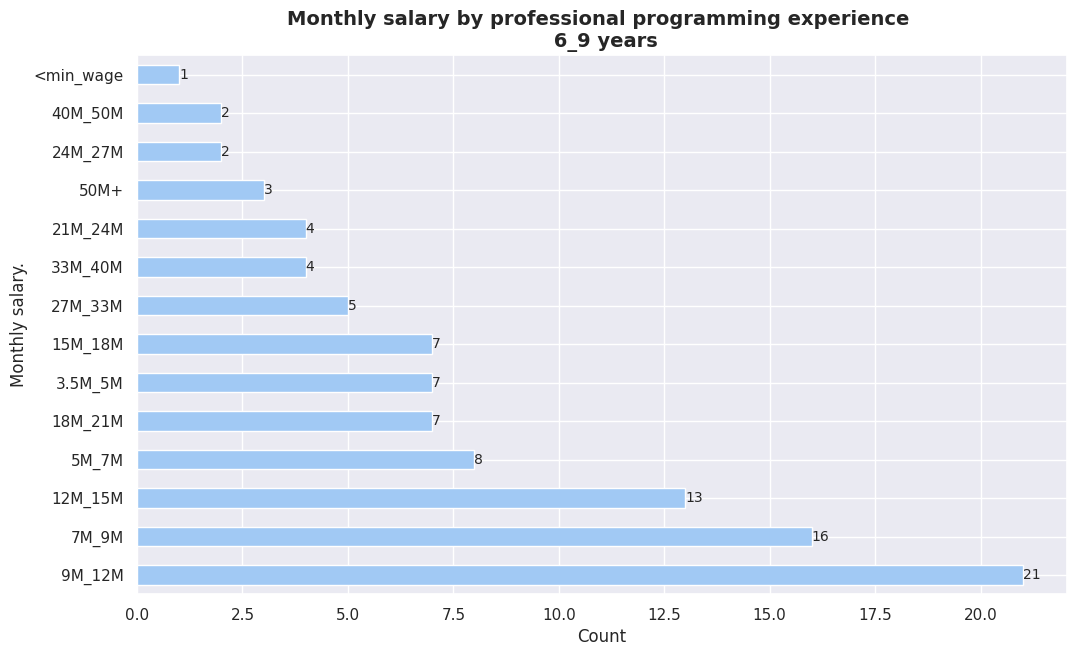 Monthly salary by professional programming experience
6_9 years
Monthly salary.
<min_wage 1
40M_50M 2
24M_27M 2
50M+ 3
21M_24M 4
33M_40M 4
27M_33M 5
15M_18M 7
3.5M_5M 7
18M_21M 7
5M_7M 8
12M_15M 13
7M_9M 16
9M_12M 21
0.0 2.5 5.0 7.5 10.0 12.5 15.0 17.5 20.0
Count